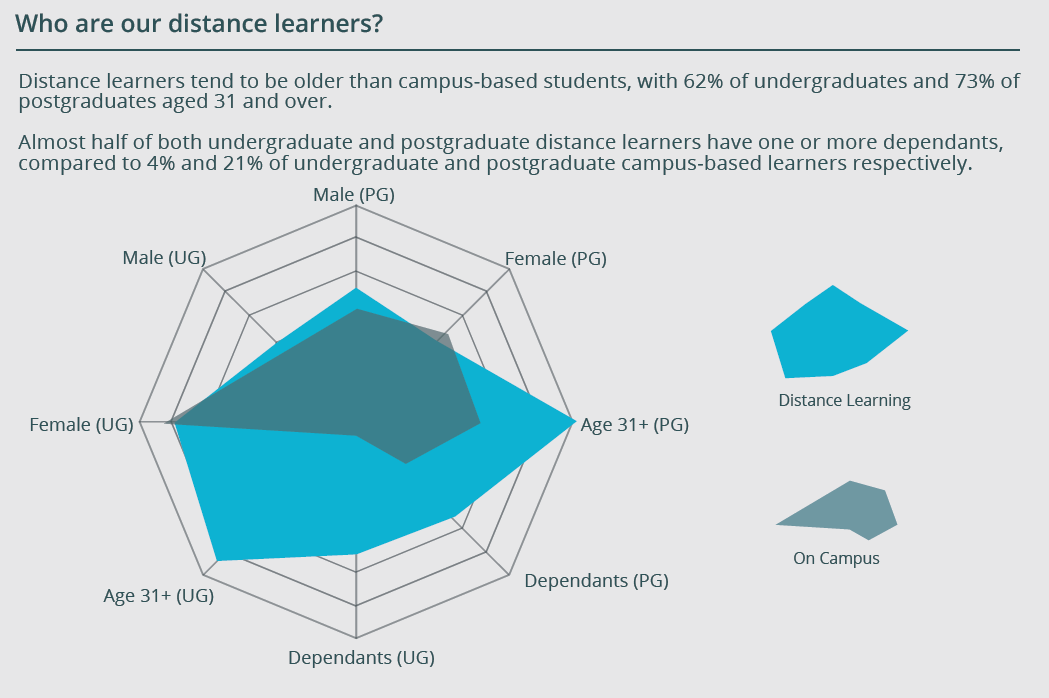 Who are our distance learners?
Distance learners tend to be older than campus-based students, with 62% of undergraduates and 73% of
postgraduates aged 31 and over.
Almost half of both undergraduate and postgraduate distance learners have one or more dependants,
compared to 4% and 21% of undergraduate and postgraduate campus-based learners respectively.
Male (PG)
Male (UG)
Female (PG)
Distance Learning
Female (UG)
Age 31+ (PG)
On Campus
Dependants (PG)
Age 31+ (UG)
Dependants (UG)